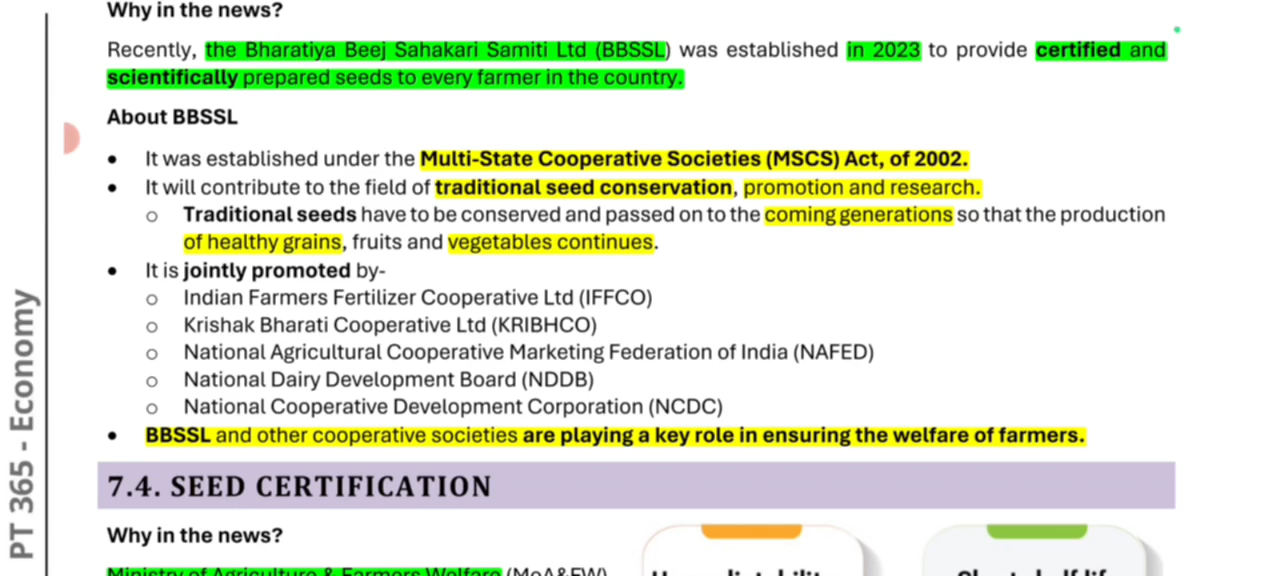 Why in the news?
Recently, the Bharatiya Beej Sahakari Samiti Ltd (BBSSL) was established in 2023 to provide certified and
scientifically prepared seeds to every farmer in the country.
About BBSSL
• It was established under the Multi-State Cooperative Societies (MSCS) Act, of 2002.
• It will contribute to the field of traditional seed conservation, promotion and research.
o Traditional seeds have to be conserved and passed on to the coming generations so that the production
of healthy grains, fruits and vegetables continues.
• It is jointly promoted by-
o Indian Farmers Fertilizer Cooperative Ltd (IFFCO)
o Krishak Bharati Cooperative Ltd (KRIBHCO)
o National Agricultural Cooperative Marketing Federation of India (NAFED)
o National Dairy Development Board (NDDB)
o National Cooperative Development Corporation (NCDC)
• BBSSL and other cooperative societies are playing a key role in ensuring the welfare of farmers.
7.4. SEED CERTIFICATION
Why in the news?
Ministry of Agriculture & Farmers Welfare (MoA&FW)
PT 365 - Economy